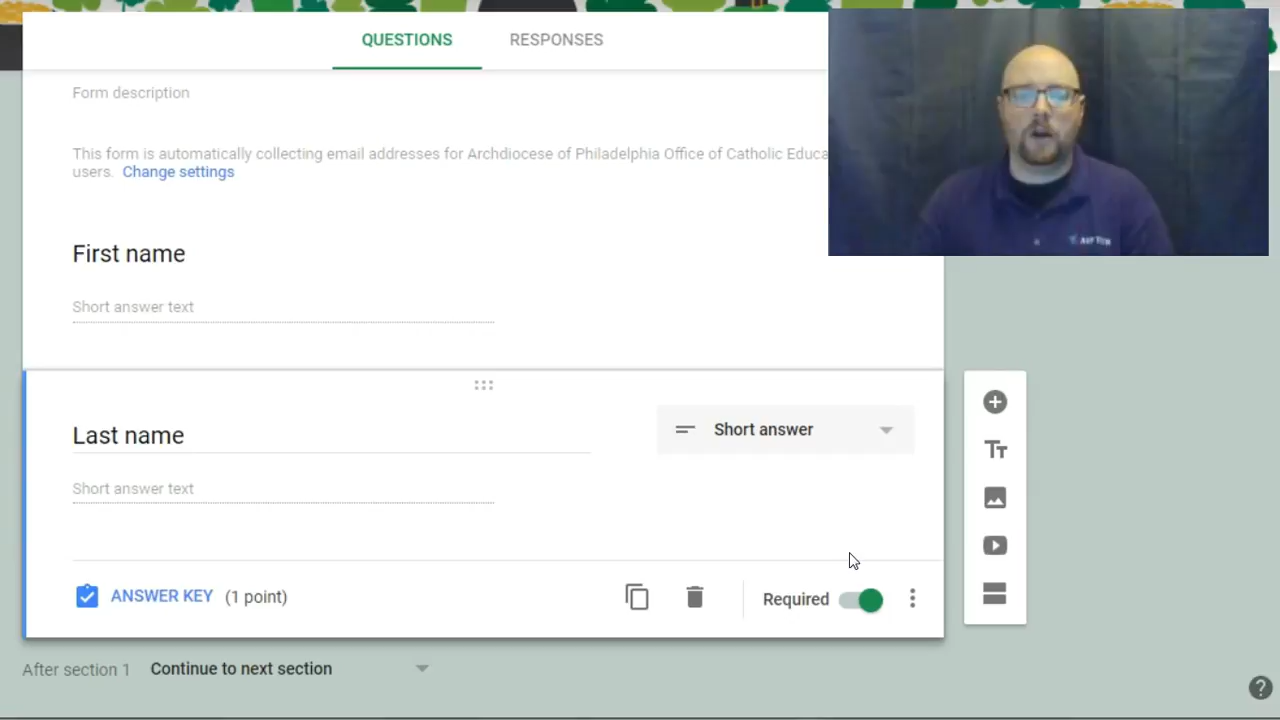 QUESTIONS
RESPONSES
Form description
This form is automatically collecting email addresses for Archdiocese of Philadelphia Office of Catholic Educa
users. Change settings
First name
Short answer text
Last name
Short answer
Short answer text
ANSWER KEY (1 point)
Required
After section 1 Continue to next section